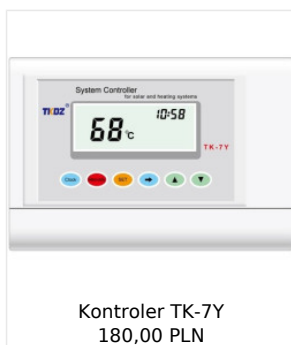 System Controller
for solar and heating systems
TKDZ®
10:58
68°C
TK-7Y
Clock
SET
Kontroler TK-7Y
180,00 PLN